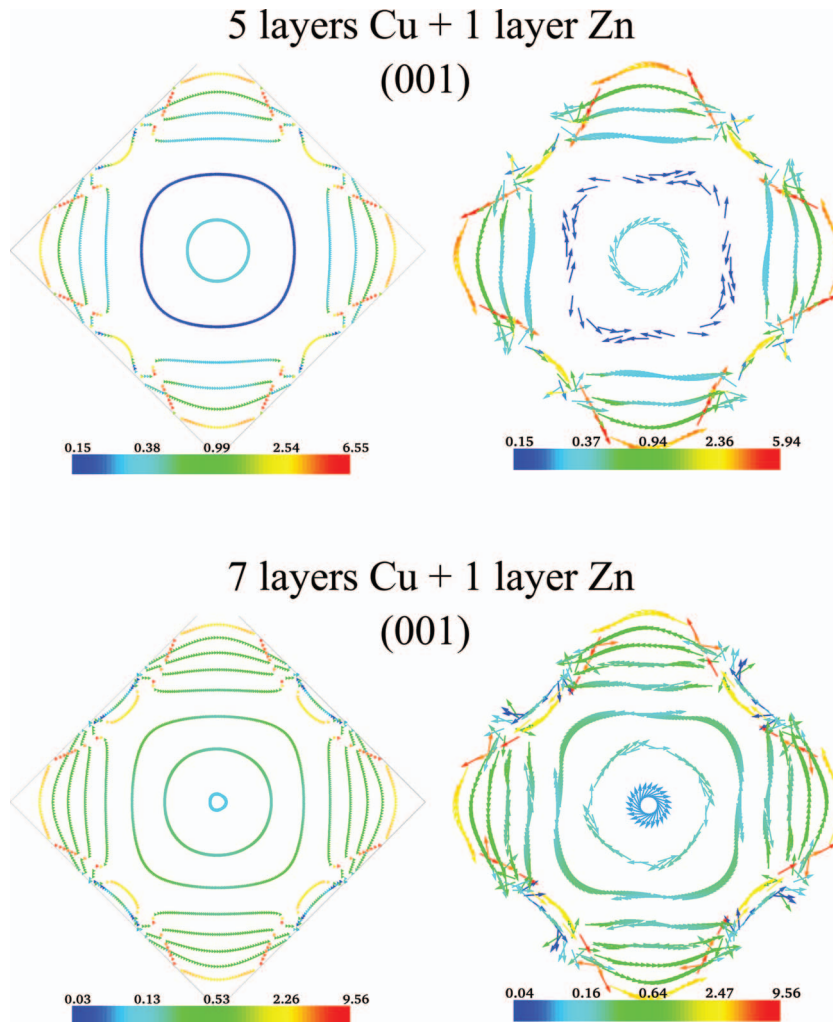 5 layers Cu + 1 layer Zn
(001)
0.15 0.38 0.99 2.54 6.55
0.15 0.37 0.94 2.36 5.94
7 layers Cu + 1 layer Zn
(001)
0.03 0.13 0.53 2.26 9.56
0.04 0.16 0.64 2.47 9.56